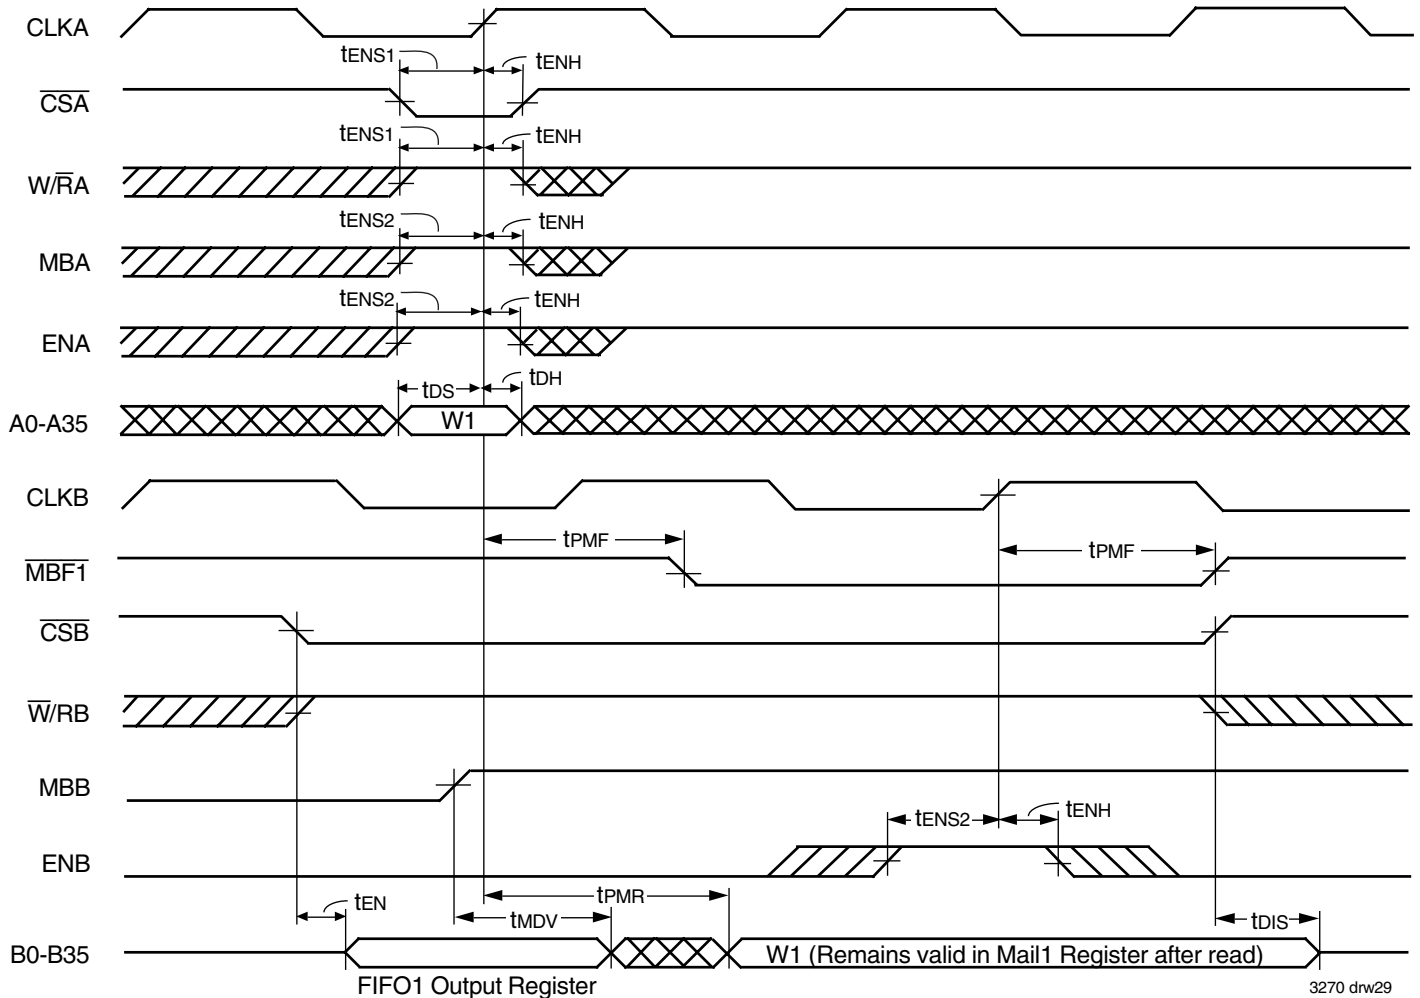 CLKA
tENS1
tENH
CSA
tENS1
tENH
W/RA
tENS2
tENH
MBA
tENS2
tENH
ENA
tDS
tDH
A0-A35
W1
CLKB
tPMF
tPMF
MBF1
CSB
W/RB
MBB
tENS2
tENH
ENB
tEN
tPMR
tMDV
tDIS
B0-B35
W1 (Remains valid in Mail1 Register after read)
FIFO1 Output Register
3270 drw29